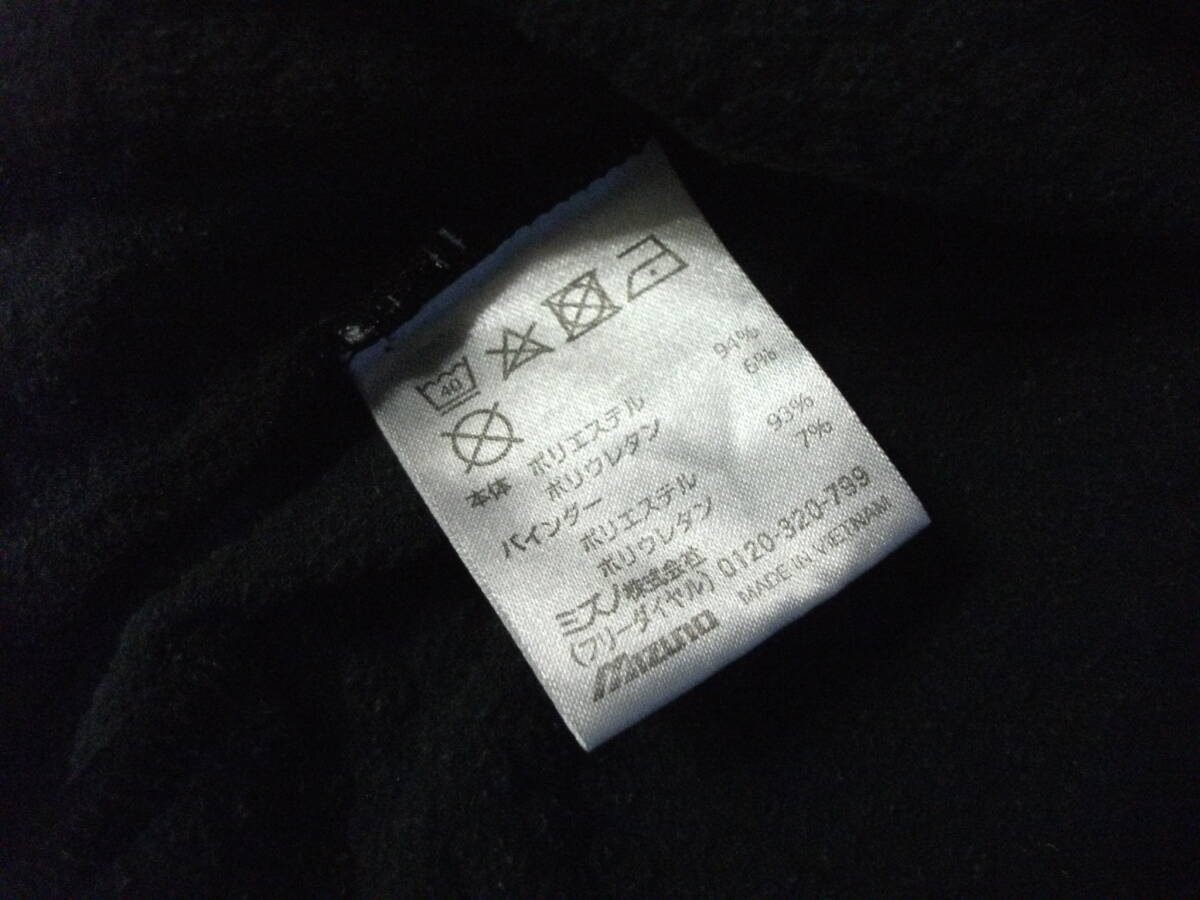 40
本体 ポリエステル 94%
ポリウレタン 6%
バインダー
ポリエステル 93%
ポリウレタン 7%
ミズノ株式会社
(フリーダイヤル) 0120-320-799
Mizuno MADE IN VIETNAM